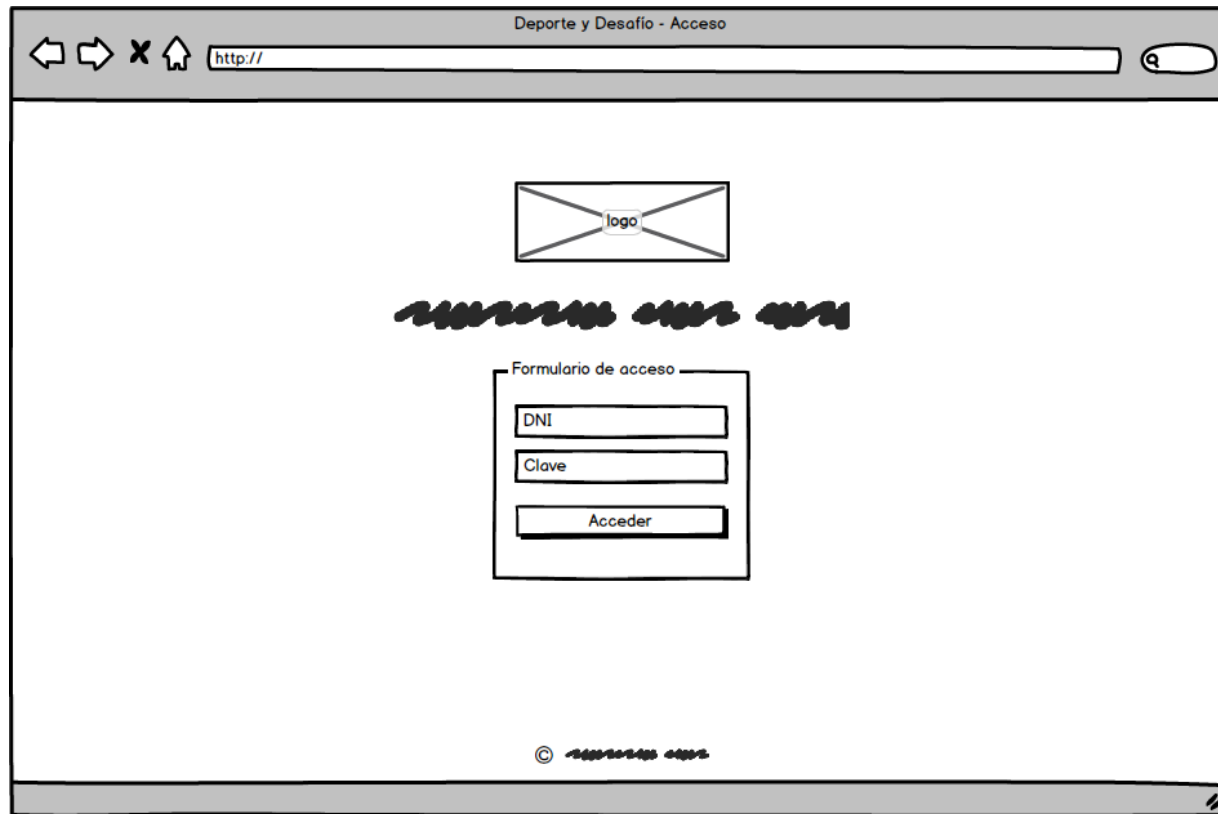 Deporte y Desafío - Acceso
http://
logo
Formulario de acceso
DNI
Clave
Acceder
©